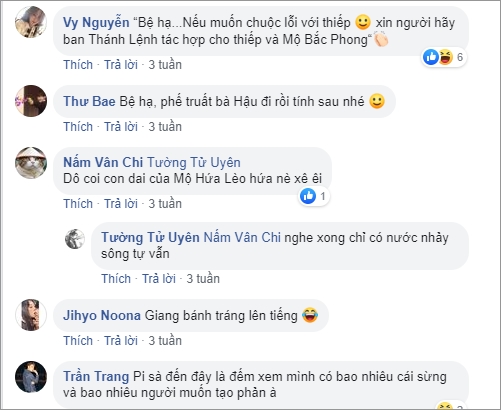 Vy Nguyễn "Bệ hạ...Nếu muốn chuộc lỗi với thiếp 🙂 xin người hãy
ban Thánh Lệnh tác hợp cho thiếp và Mộ Bắc Phong"👏
6
Thích · Trả lời · 3 tuần
Thư Bae Bệ hạ, phế truất bà Hậu đi rồi tính sau nhé 🙂
Thích · Trả lời · 3 tuần
Nấm Vân Chi Tưởng Tử Uyên
Dô coi con dai của Mộ Hứa Lèo hứa nè xê êi
1
Thích · Trả lời · 3 tuần
Tường Tử Uyên Nấm Vân Chi nghe xong chỉ có nước nhảy
sông tự vẫn
Thích · Trả lời · 3 tuần
Jihyo Noona Giang bánh tráng lên tiếng 😂
Thích · Trả lời · 3 tuần
Trần Trang Pi sà đến đây là đếm xem mình có bao nhiêu cái sừng
và bao nhiêu người muốn tạo phản à